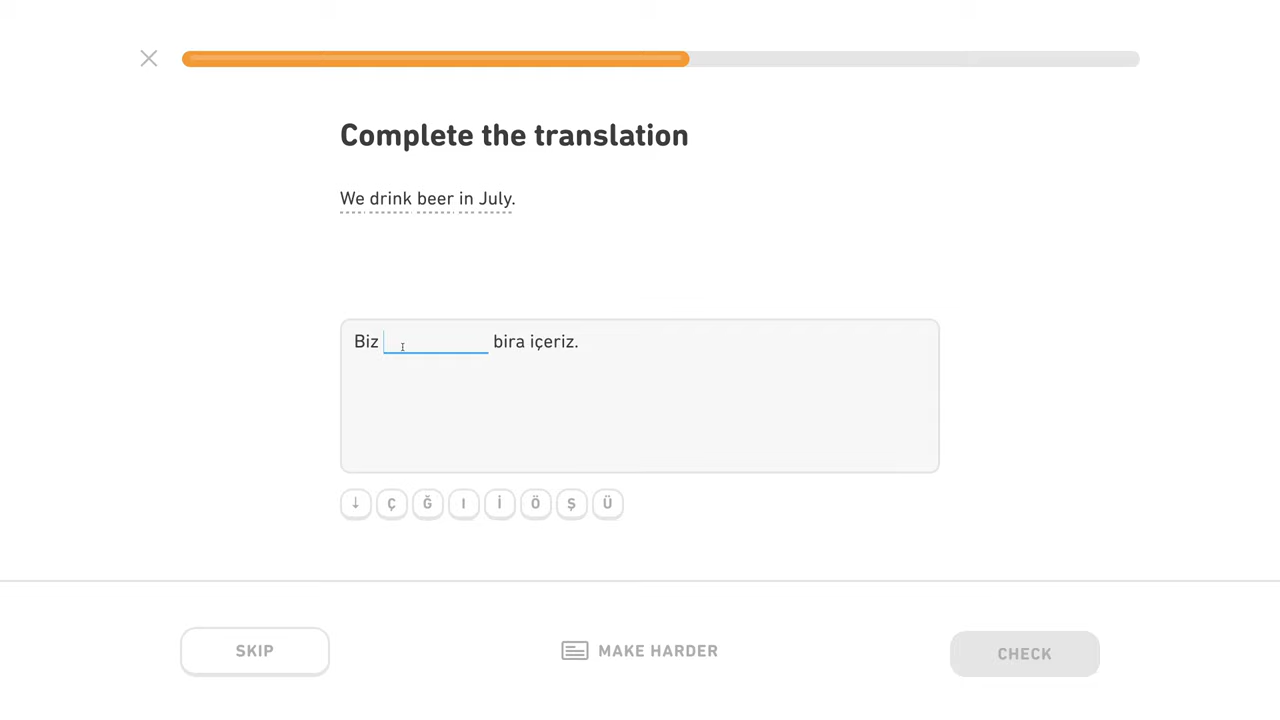 Complete the translation
We drink beer in July.
Biz bira içeriz.
↓ Ç Ğ I İ Ö Ş Ü
SKIP MAKE HARDER CHECK